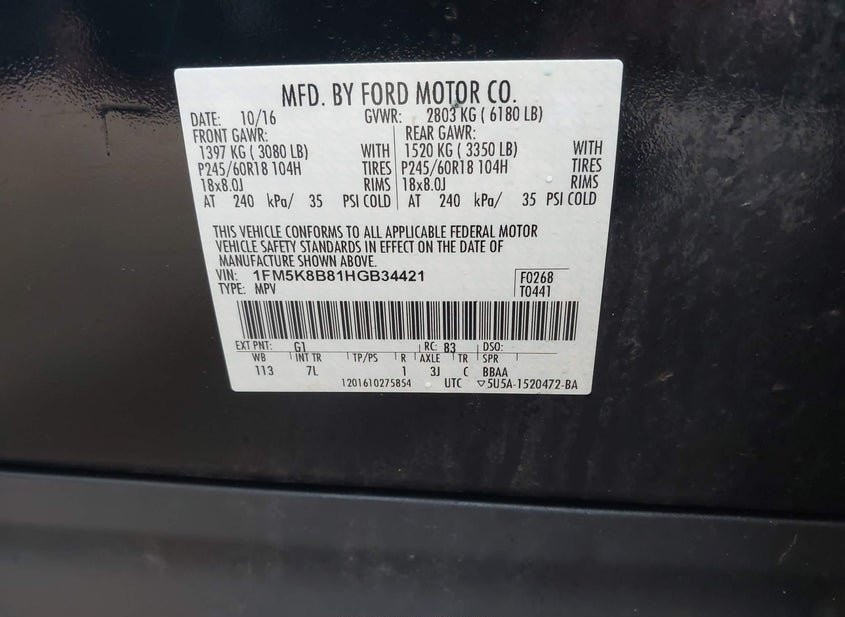 MFD. BY FORD MOTOR CO.
DATE: 10/16 GVWR: 2803 KG ( 6180 LB)
FRONT GAWR: REAR GAWR:
1397 KG ( 3080 LB) WITH 1520 KG ( 3350 LB) WITH
P245/60R18 104H TIRES P245/60R18 104H TIRES
18x8.0J RIMS 18x8.0J RIMS
AT 240 kPa/ 35 PSI COLD AT 240 kPa/ 35 PSI COLD
THIS VEHICLE CONFORMS TO ALL APPLICABLE FEDERAL MOTOR
VEHICLE SAFETY STANDARDS IN EFFECT ON THE DATE OF
MANUFACTURE SHOWN ABOVE.
VIN: 1FM5K8B81HGB34421 F0268
TYPE: MPV T0441
EXT PNT: G1 RC: 83 DSO:
WB INT TR TP/PS R AXLE TR SPR
113 7L 1 3J C BBAA
1201610275854 UTC ▽5U5A-1520472-BA